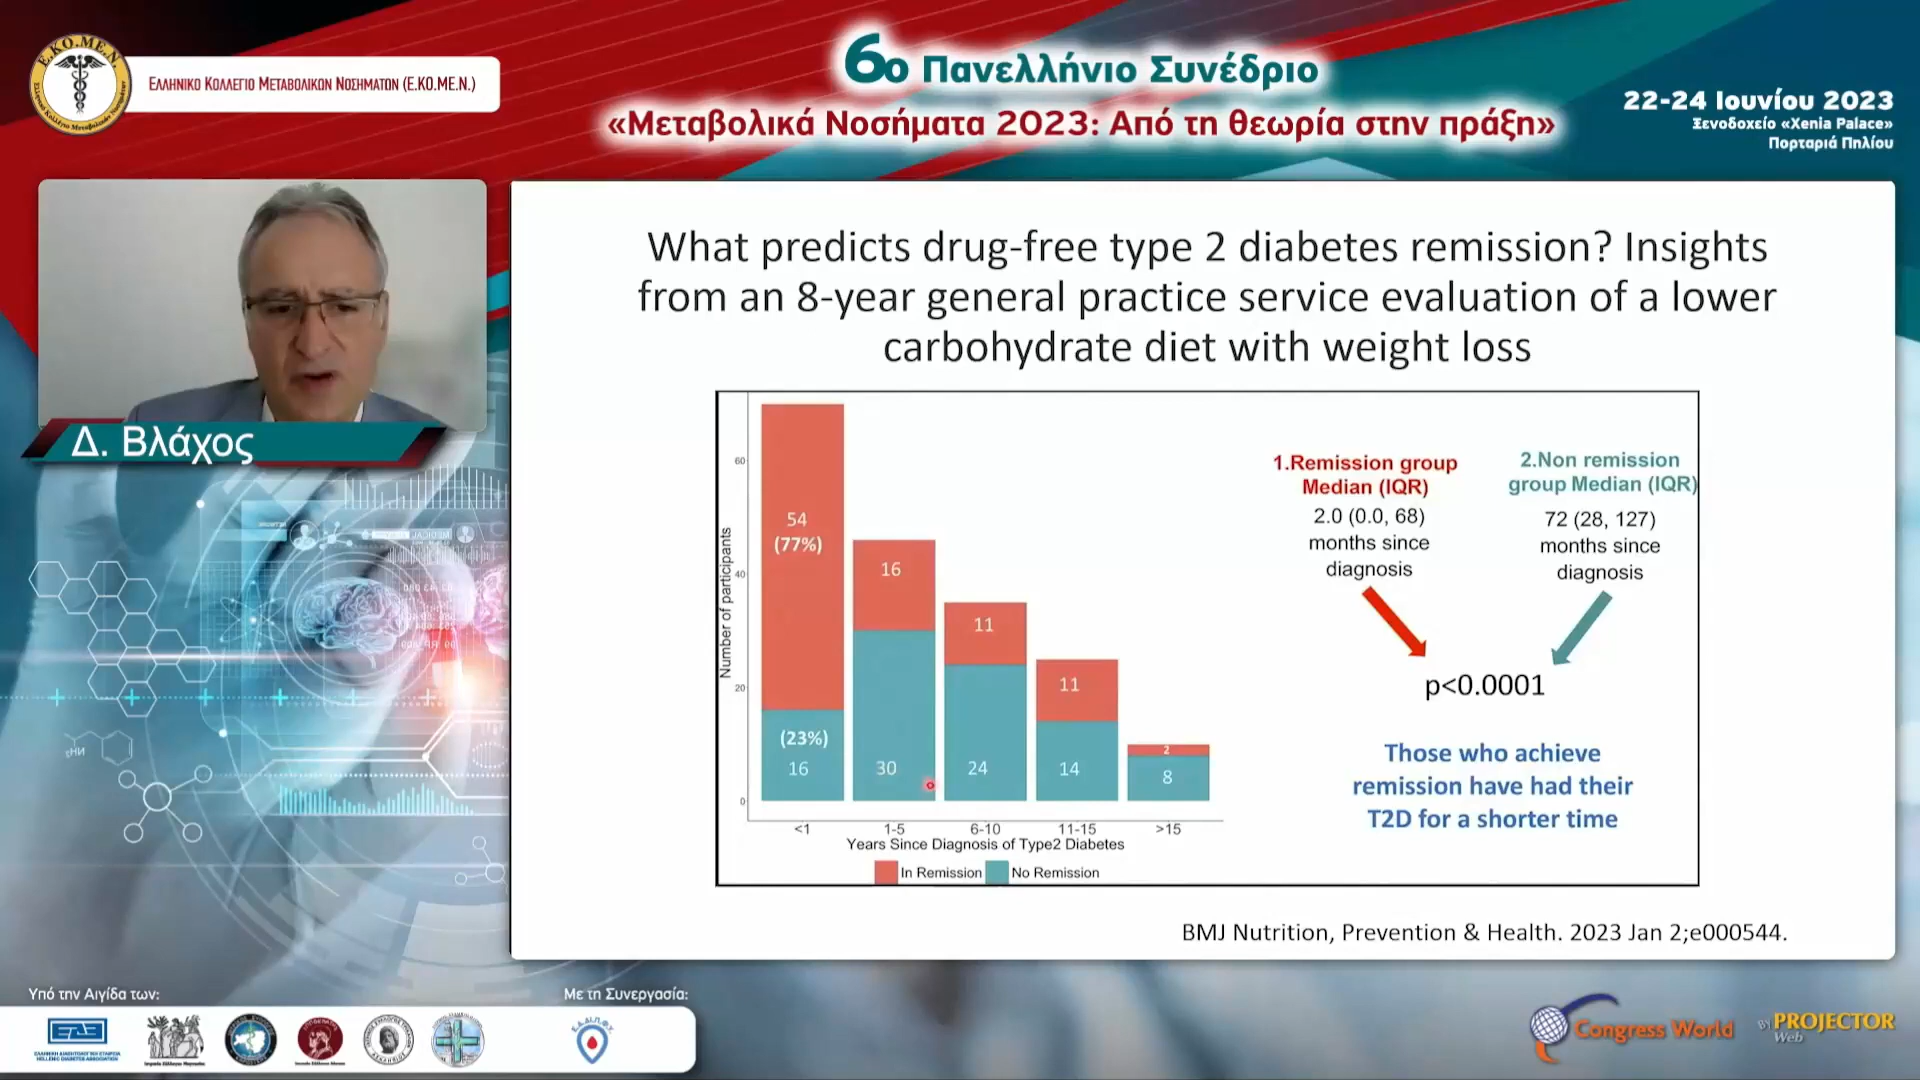 Ε.ΚΟ.ΜΕ.Ν.
ΕΛΛΗΝΙΚΟ ΚΟΛΛΕΓΙΟ ΜΕΤΑΒΟΛΙΚΩΝ ΝΟΣΗΜΑΤΩΝ (Ε.ΚΟ.ΜΕ.Ν.)
6ο Πανελλήνιο Συνέδριο
«Μεταβολικά Νοσήματα 2023: Από τη θεωρία στην πράξη»
22-24 Ιουνίου 2023
Ξενοδοχείο «Xenia Palace»
Πορταριά Πηλίου
Δ. Βλάχος
What predicts drug-free type 2 diabetes remission? Insights
from an 8-year general practice service evaluation of a lower
carbohydrate diet with weight loss
Number of participants
60
40
20
0
54
(77%)
(23%)
16
16
30
11
24
11
14
2
8
<1
1-5
6-10
11-15
>15
Years Since Diagnosis of Type2 Diabetes
In Remission
No Remission
1.Remission group
Median (IQR)
2.0 (0.0, 68)
months since
diagnosis
2.Non remission
group Median (IQR)
72 (28, 127)
months since
diagnosis
p<0.0001
Those who achieve
remission have had their
T2D for a shorter time
BMJ Nutrition, Prevention & Health. 2023 Jan 2;e000544.
Υπό την Αιγίδα των:
Με τη Συνεργασία:
Congress World
BY PROJECTOR
Web